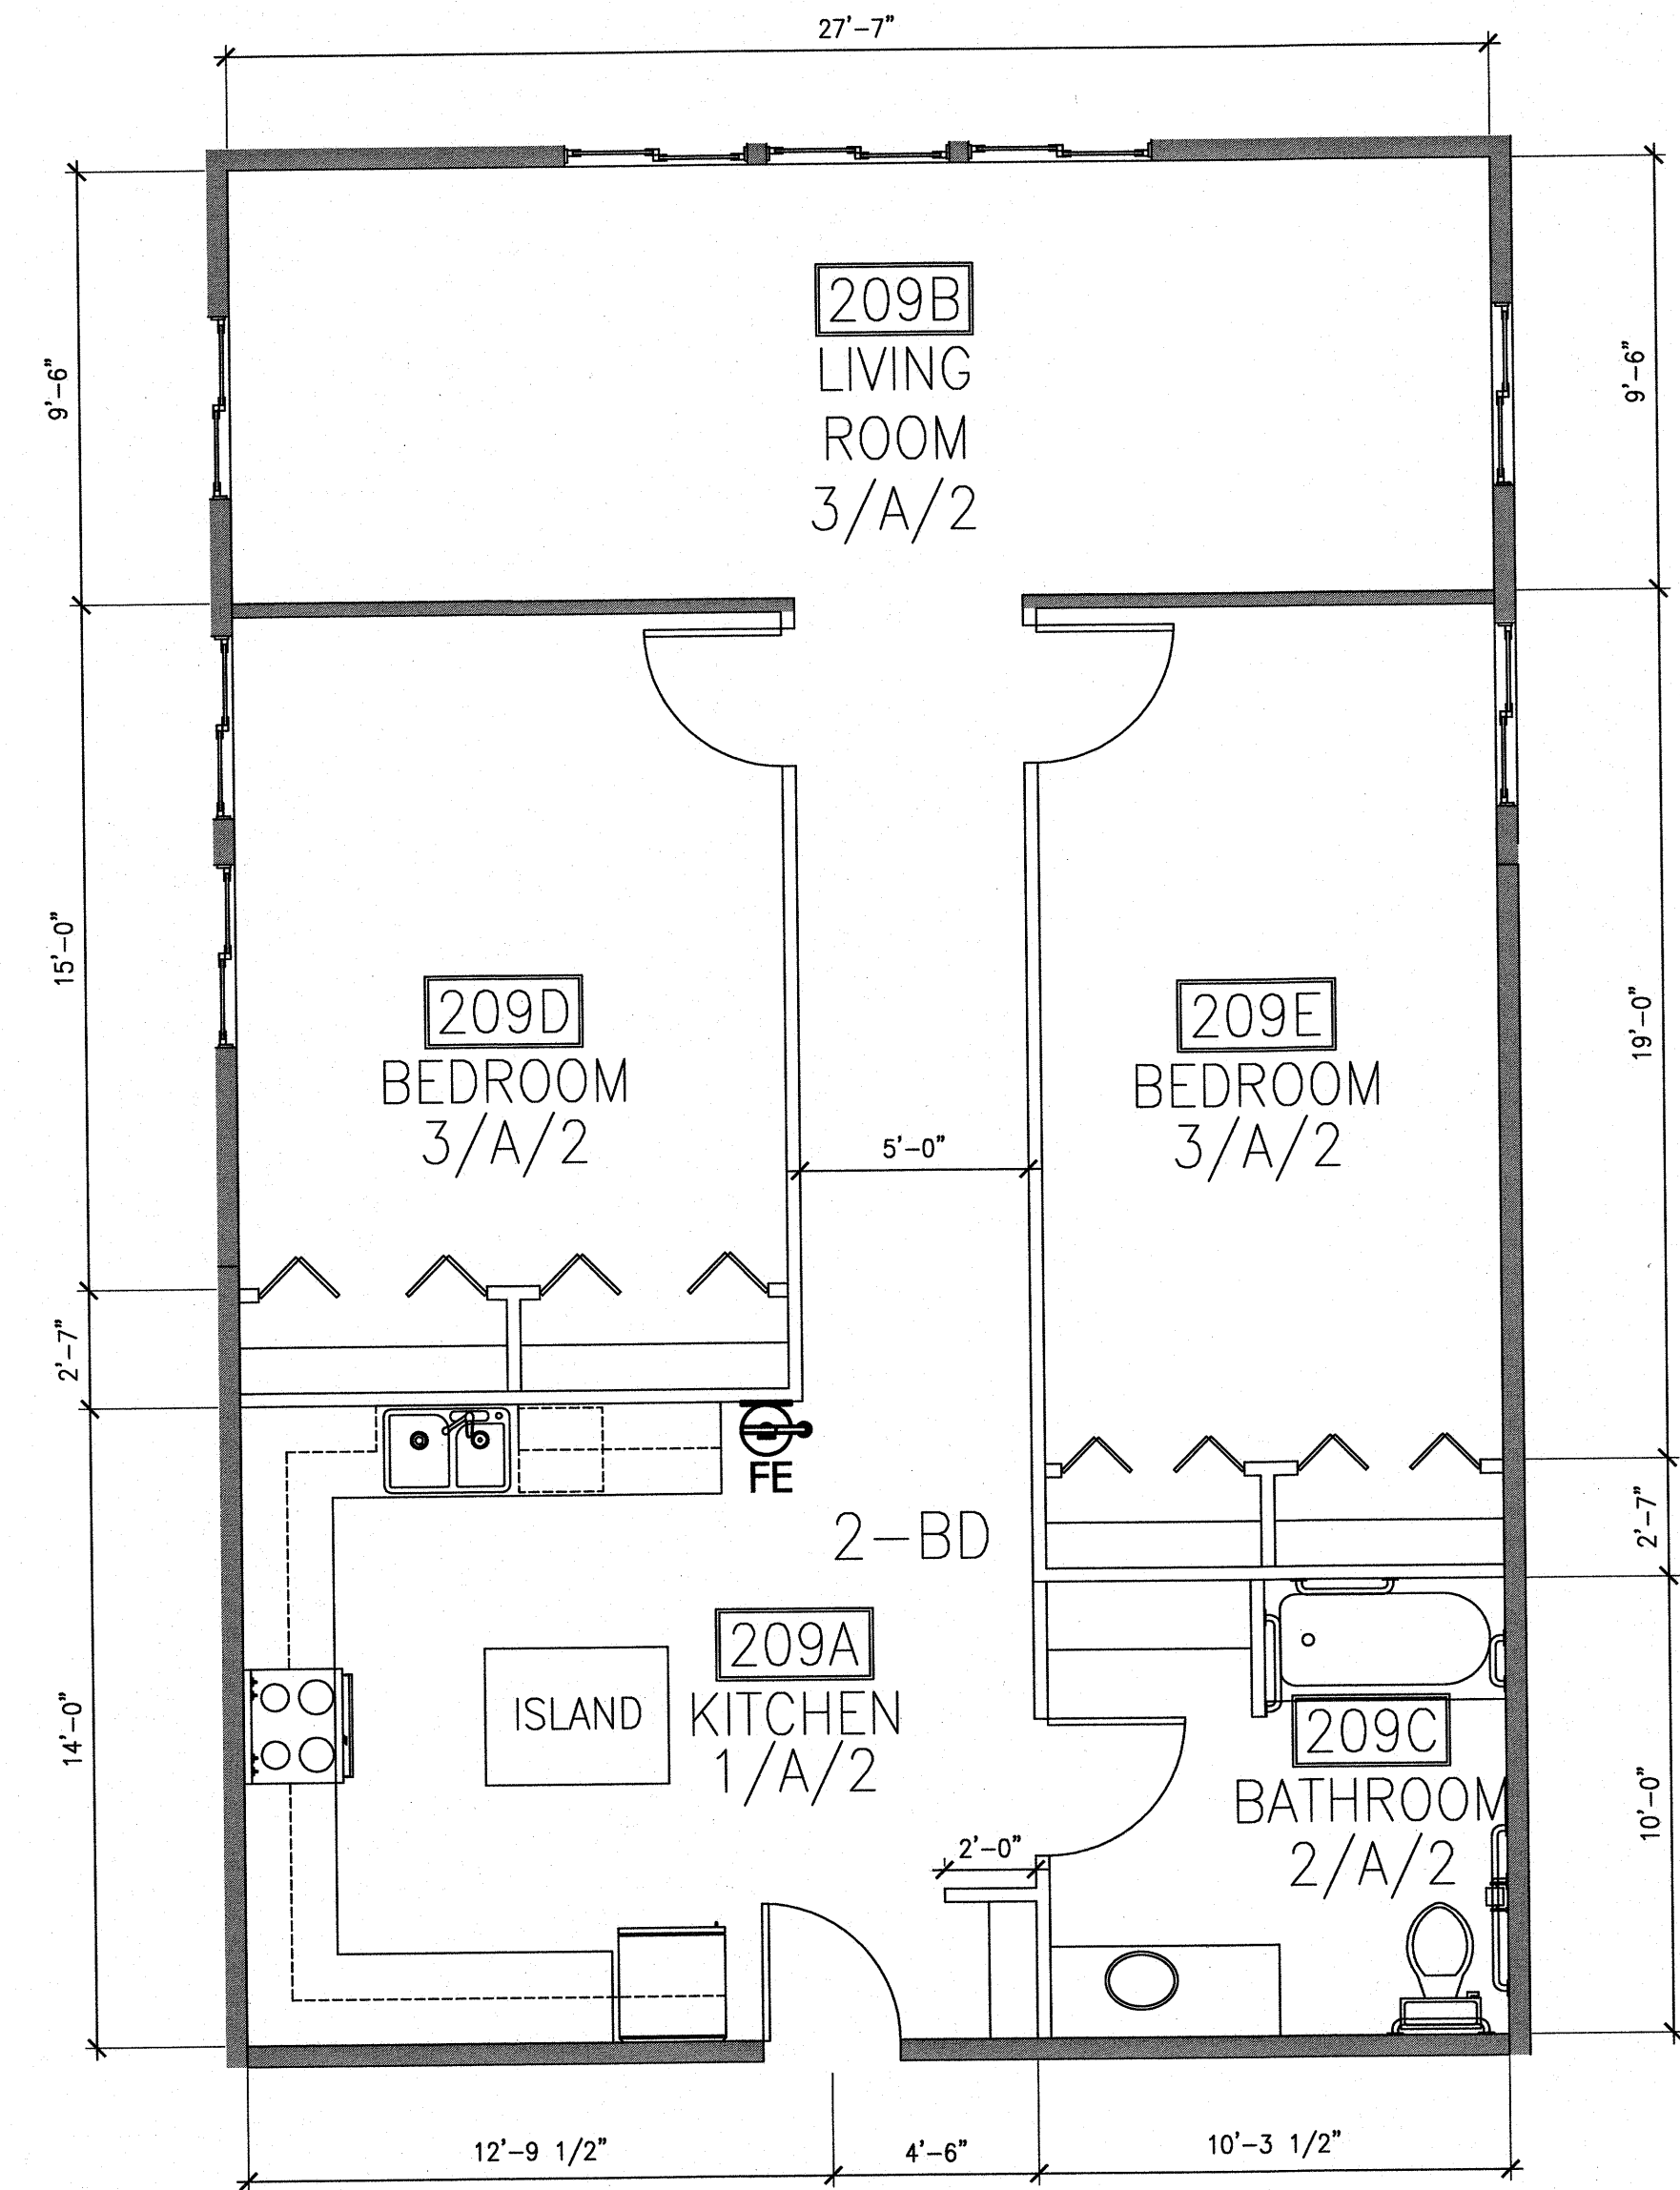 27'-7"
209B
LIVING
ROOM
3/A/2
9'-6"
9'-6"
15'-0"
209D
BEDROOM
3/A/2
209E
BEDROOM
3/A/2
19'-0"
5'-0"
2'-7"
FE
2-BD
2'-7"
209A
KITCHEN
1/A/2
ISLAND
14'-0"
209C
BATHROOM
2/A/2
10'-0"
2'-0"
12'-9 1/2"
4'-6"
10'-3 1/2"